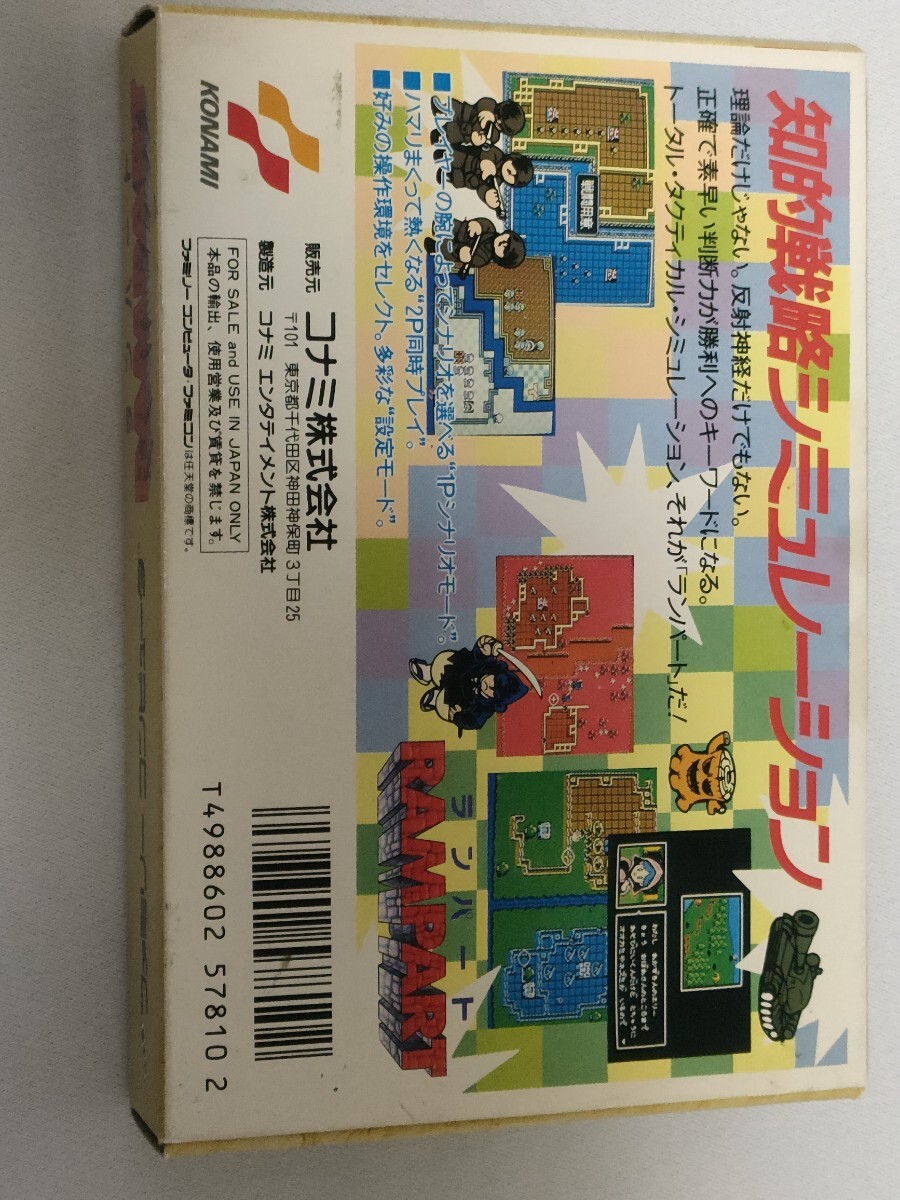 知的戦略シミュレーション
理論だけじゃない。反射神経だけでもない。
正確で素早い判断力が勝利へのキーワードになる。
トータル・タクティカル・シミュレーション、それが「ランパート」だ!
砲撃用意
■プレイヤーの腕によってシナリオを選べる“1Pシナリオモード”。
■ハマりまくって熱くなる“2P同時プレイ”。
■好みの操作環境をセレクト。多彩な“設定モード”。
ランパート
RAMPART
KONAMI
販売元 コナミ株式会社
〒101 東京都千代田区神田神保町3丁目25
製造元 コナミ エンタテイメント株式会社
FOR SALE and USE IN JAPAN ONLY
本品の輸出、使用営業及び賃貸を禁じます。
ファミリーコンピュータ・ファミコンは任天堂の商標です。
T4988602 578102